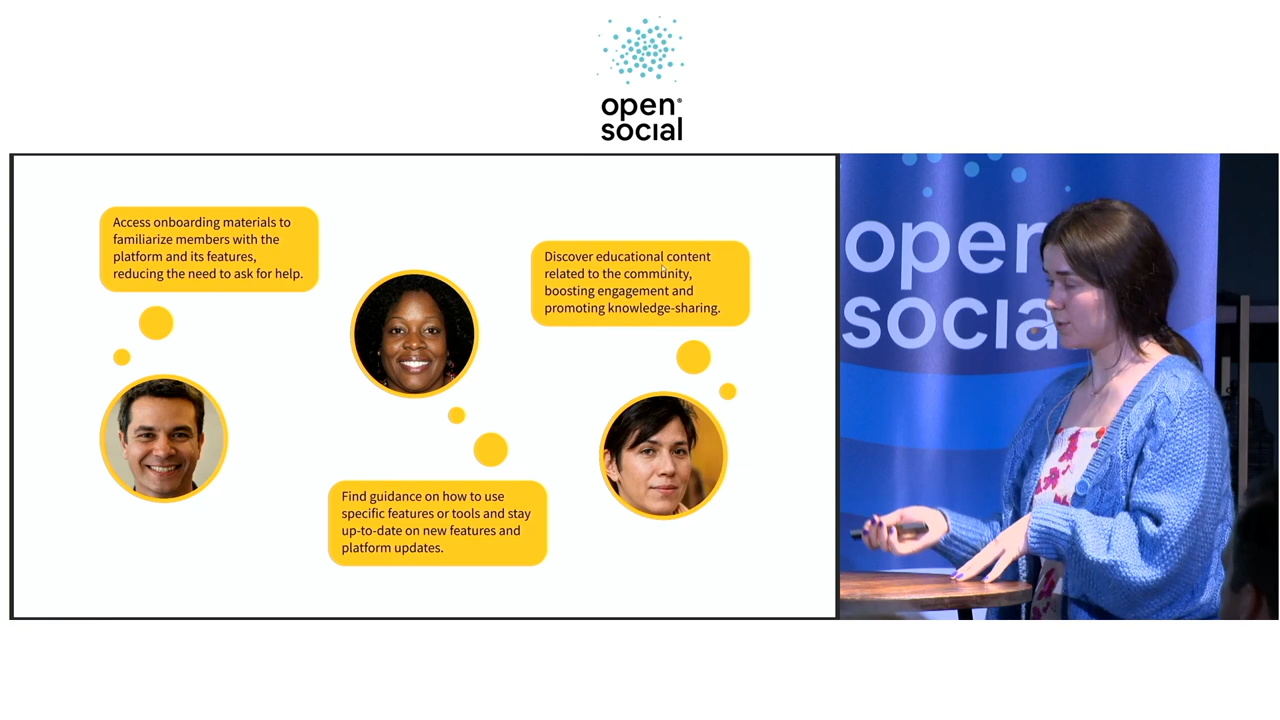 open®
social
Access onboarding materials to
familiarize members with the
platform and its features,
reducing the need to ask for help.
Discover educational content
related to the community,
boosting engagement and
promoting knowledge-sharing.
Find guidance on how to use
specific features or tools and stay
up-to-date on new features and
platform updates.
open
social